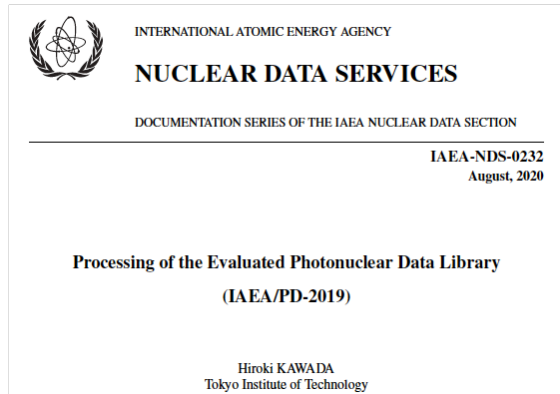 INTERNATIONAL ATOMIC ENERGY AGENCY
NUCLEAR DATA SERVICES
DOCUMENTATION SERIES OF THE IAEA NUCLEAR DATA SECTION
IAEA-NDS-0232
August, 2020
Processing of the Evaluated Photonuclear Data Library
(IAEA/PD-2019)
Hiroki KAWADA
Tokyo Institute of Technology